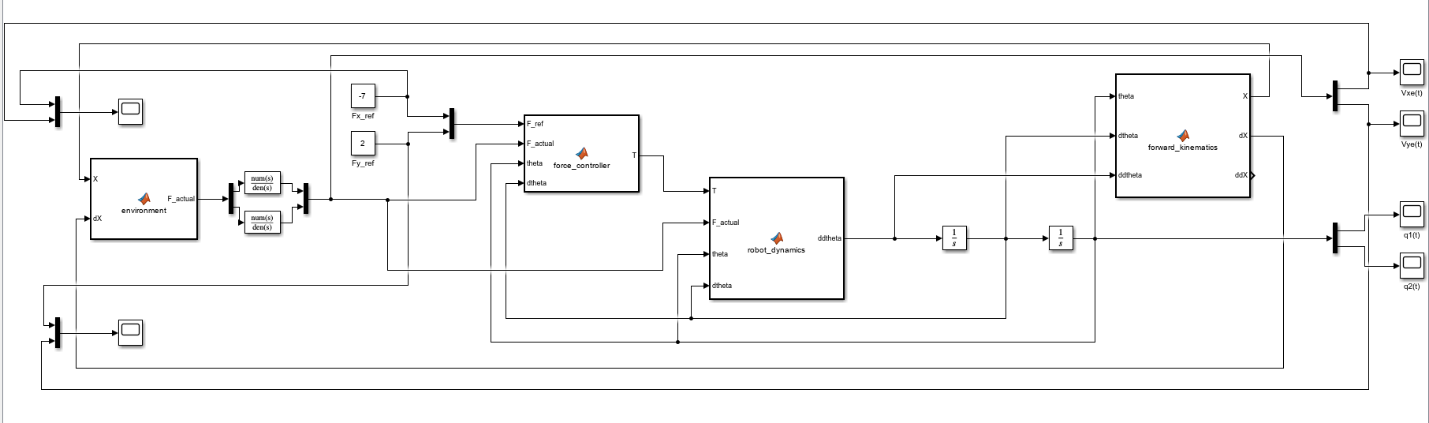 Vxe(t)
Vye(t)
-7
Fx_ref
2
Fy_ref
F_ref
F_actual
theta
dtheta
T
force_controller
theta
dtheta
ddtheta
X
dX
ddX
forward_kinematics
X
dX
F_actual
environment
num(s)
den(s)
num(s)
den(s)
T
F_actual
theta
dtheta
ddtheta
robot_dynamics
1
s
1
s
q1(t)
q2(t)